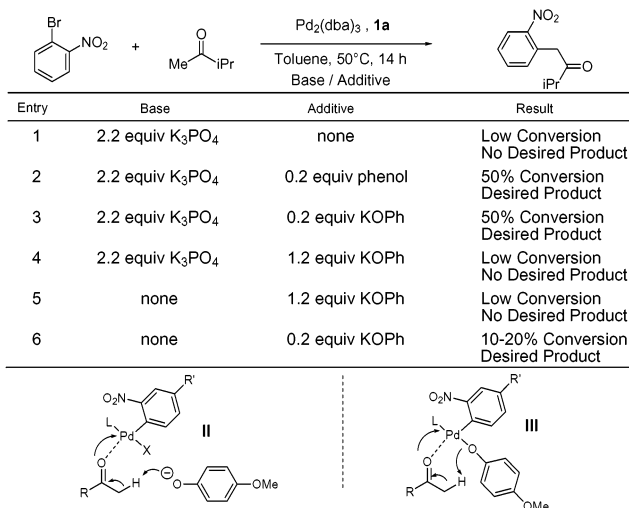 Br
NO₂
+
Me
O
iPr
Pd₂(dba)₃ , 1a
Toluene, 50°C, 14 h
Base / Additive
NO₂
O
iPr
Entry Base Additive Result
1 2.2 equiv K₃PO₄ none Low Conversion
No Desired Product
2 2.2 equiv K₃PO₄ 0.2 equiv phenol 50% Conversion
Desired Product
3 2.2 equiv K₃PO₄ 0.2 equiv KOPh 50% Conversion
Desired Product
4 2.2 equiv K₃PO₄ 1.2 equiv KOPh Low Conversion
No Desired Product
5 none 1.2 equiv KOPh Low Conversion
No Desired Product
6 none 0.2 equiv KOPh 10-20% Conversion
Desired Product
R'
O₂N
L
Pd
X
II
O
R
H
⊖
O
OMe
R'
O₂N
L
Pd
O
III
O
R
H
OMe